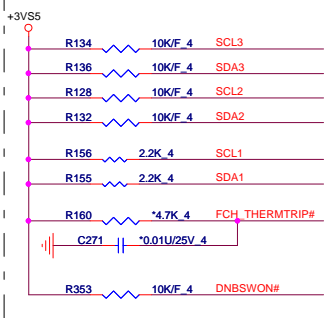 +3VS5
R134 10K/F_4 SCL3
R136 10K/F_4 SDA3
R128 10K/F_4 SCL2
R132 10K/F_4 SDA2
R156 2.2K_4 SCL1
R155 2.2K_4 SDA1
R160 *4.7K_4 FCH_THERMTRIP#
C271 *0.01U/25V_4
R353 10K/F_4 DNBSWON#